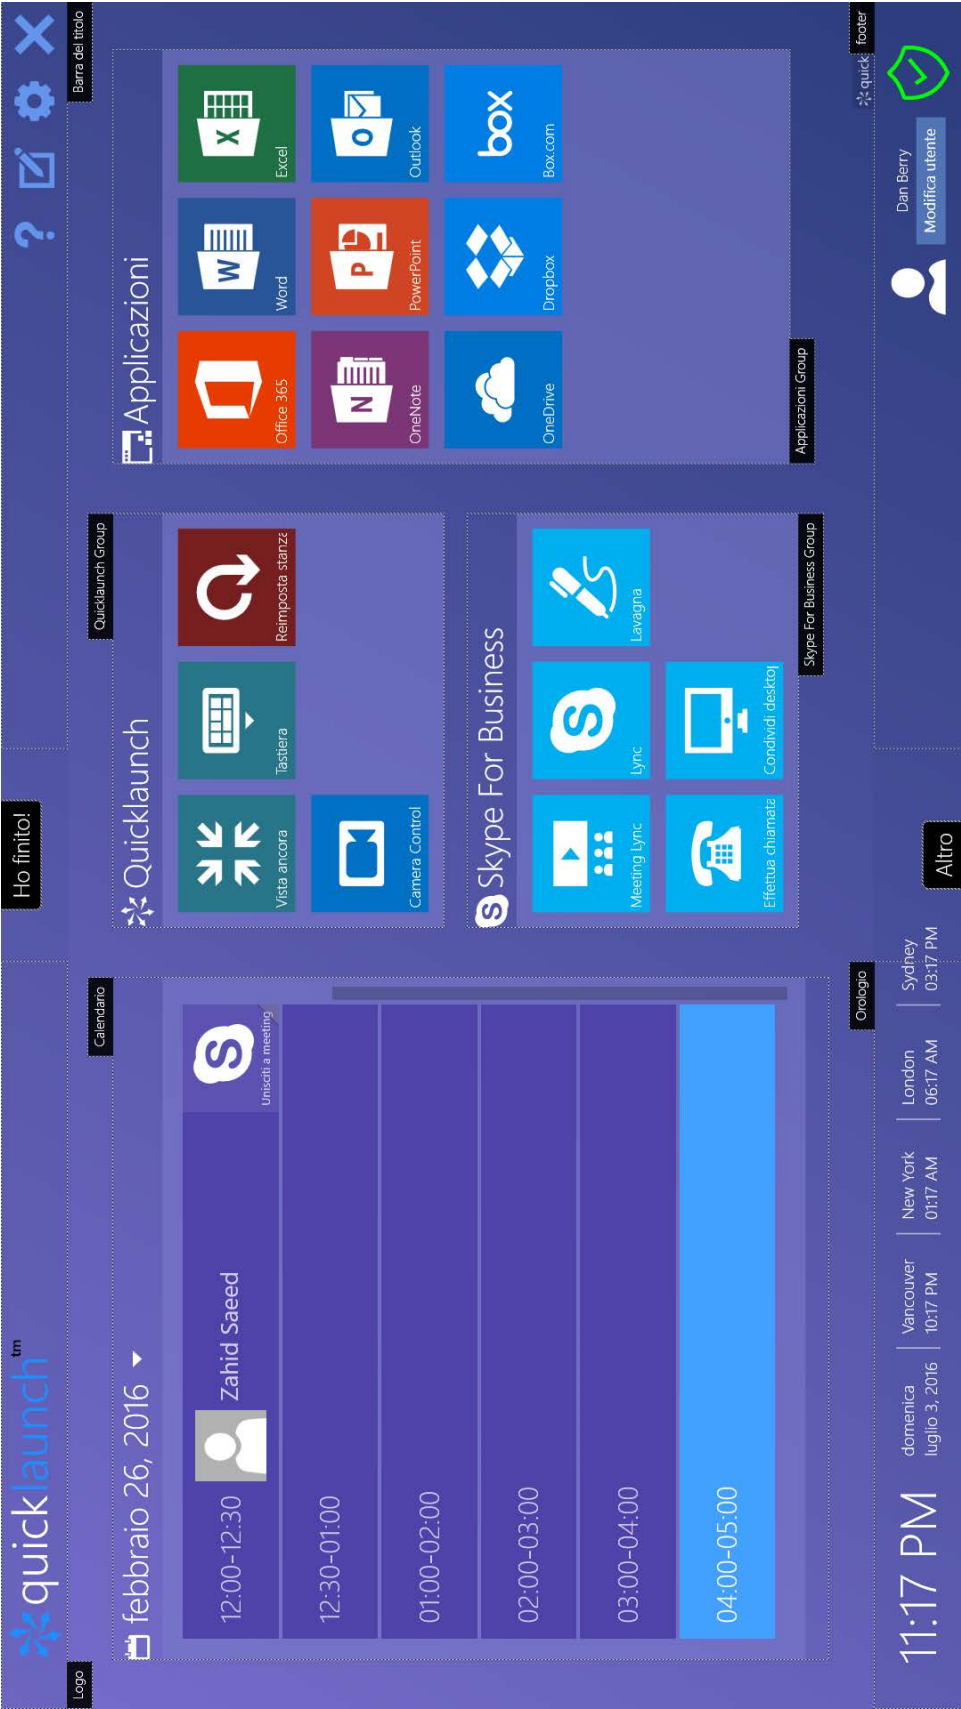 quicklaunch™
Logo
Ho finito!
Barra del titolo
?
Calendario
febbraio 26, 2016
12:00-12:30
Zahid Saeed
Unisciti a meeting
12:30-01:00
01:00-02:00
02:00-03:00
03:00-04:00
04:00-05:00
Quicklaunch Group
Quicklaunch
Vista ancora
Tastiera
Reimposta stanza
Camera Control
Skype For Business
Meeting Lync
Lync
Lavagna
Effettua chiamata
Condividi desktop
Skype For Business Group
Applicazioni
Office 365
Word
Excel
OneNote
PowerPoint
Outlook
OneDrive
Dropbox
box
Box.com
Applicazioni Group
Orologio
11:17 PM
domenica
luglio 3, 2016
Vancouver
10:17 PM
New York
01:17 AM
London
06:17 AM
Sydney
03:17 PM
Altro
Dan Berry
Modifica utente
quick
footer